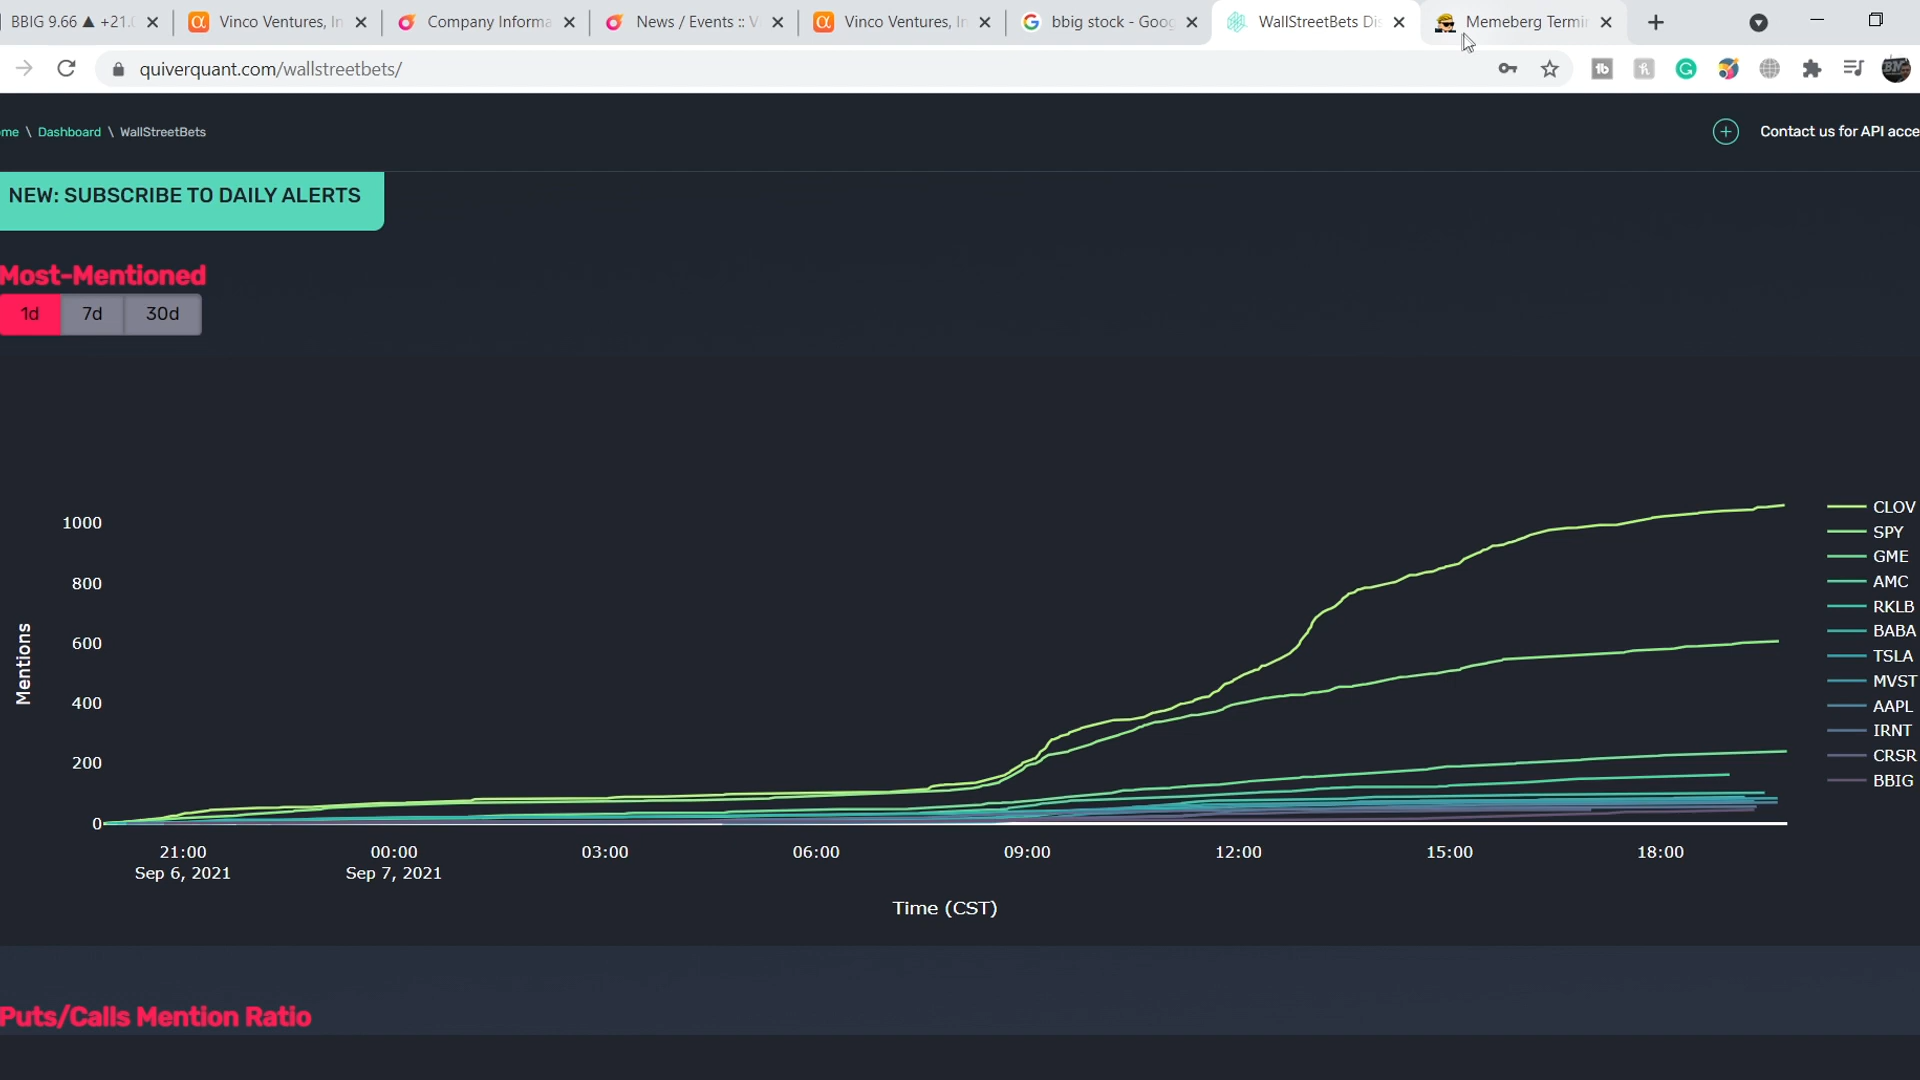 BBIG 9.66 ▲ +21.
Vinco Ventures, In
Company Informa
News / Events :: V
Vinco Ventures, In
bbig stock - Goog
WallStreetBets Dis
Memeberg Termin
quiverquant.com/wallstreetbets/
ome \ Dashboard \ WallStreetBets
Contact us for API acce
NEW: SUBSCRIBE TO DAILY ALERTS
Most-Mentioned
1d 7d 30d
1000
800
600
400
200
0
Mentions
CLOV
SPY
GME
AMC
RKLB
BABA
TSLA
MVST
AAPL
IRNT
CRSR
BBIG
21:00 00:00 03:00 06:00 09:00 12:00 15:00 18:00
Sep 6, 2021 Sep 7, 2021
Time (CST)
Puts/Calls Mention Ratio